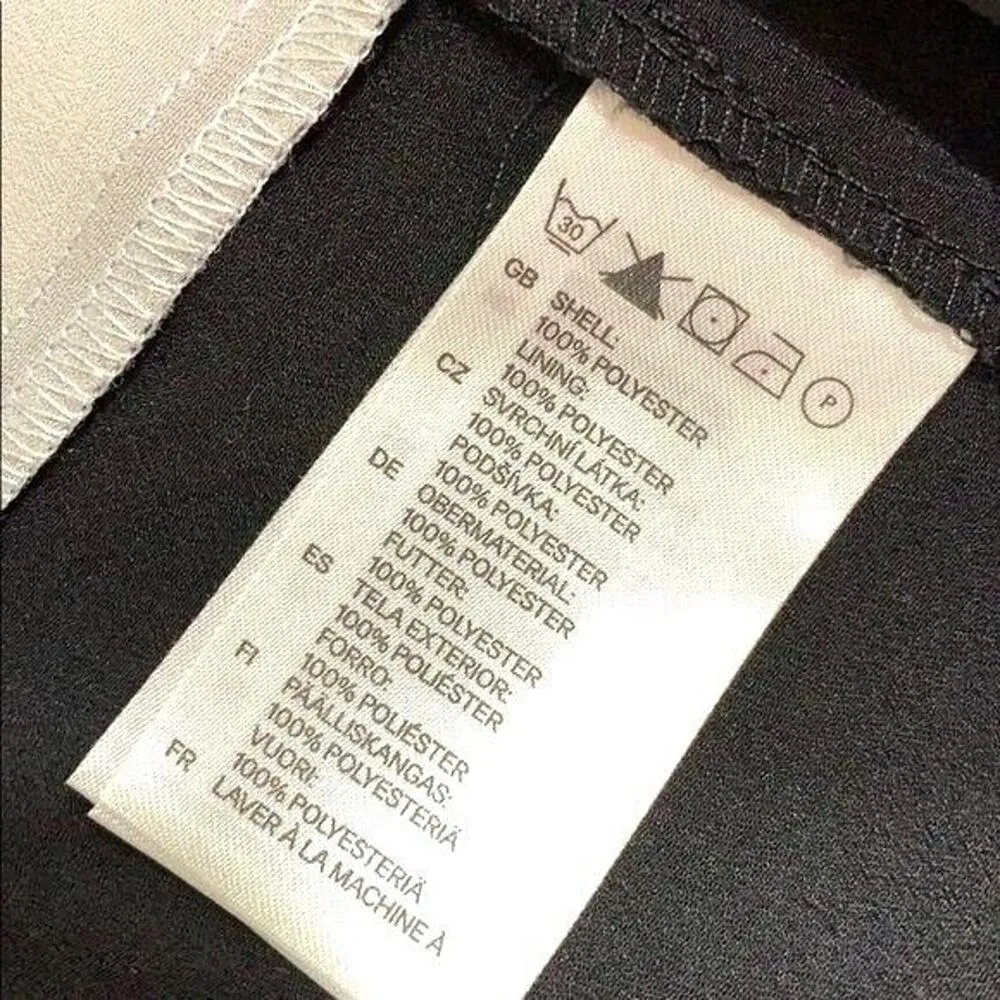 30
P
GB SHELL:
100% POLYESTER
LINING:
100% POLYESTER
CZ SVRCHNÍ LÁTKA:
100% POLYESTER
PODŠÍVKA:
100% POLYESTER
DE OBERMATERIAL:
100% POLYESTER
FUTTER:
100% POLYESTER
ES TELA EXTERIOR:
100% POLIÉSTER
FORRO:
100% POLIÉSTER
FI PÄÄLLISKANGAS:
100% POLYESTERIÄ
VUORI:
100% POLYESTERIÄ
FR LAVER À LA MACHINE À